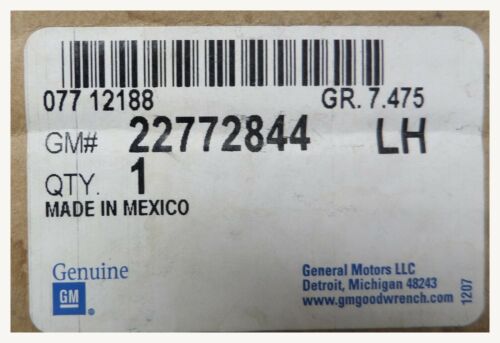 07 12188 GR. 7.475
GM# 22772844 LH
QTY. 1
MADE IN MEXICO
Genuine
GM
®
General Motors LLC
Detroit, Michigan 48243
www.gmgoodwrench.com
1207